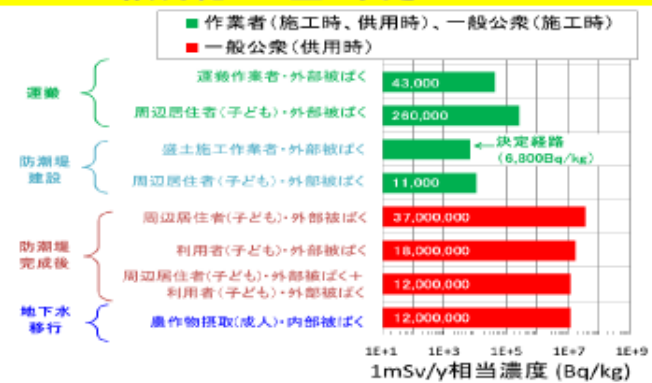 ■作業者(施工時、供用時)、一般公衆(施工時)
■一般公衆(供用時)
運搬
運搬作業者・外部被ばく
43,000
周辺居住者(子ども)・外部被ばく
260,000
防潮堤
建設
盛土施工作業者・外部被ばく
決定経路
(6,800Bq/kg)
周辺居住者(子ども)・外部被ばく
11,000
防潮堤
完成後
周辺居住者(子ども)・外部被ばく
37,000,000
利用者(子ども)・外部被ばく
18,000,000
周辺居住者(子ども)・外部被ばく+
利用者(子ども)・外部被ばく
12,000,000
地下水
移行
農作物摂取(成人)・内部被ばく
12,000,000
1E+1 1E+3 1E+5 1E+7 1E+9
1mSv/y相当濃度 (Bq/kg)